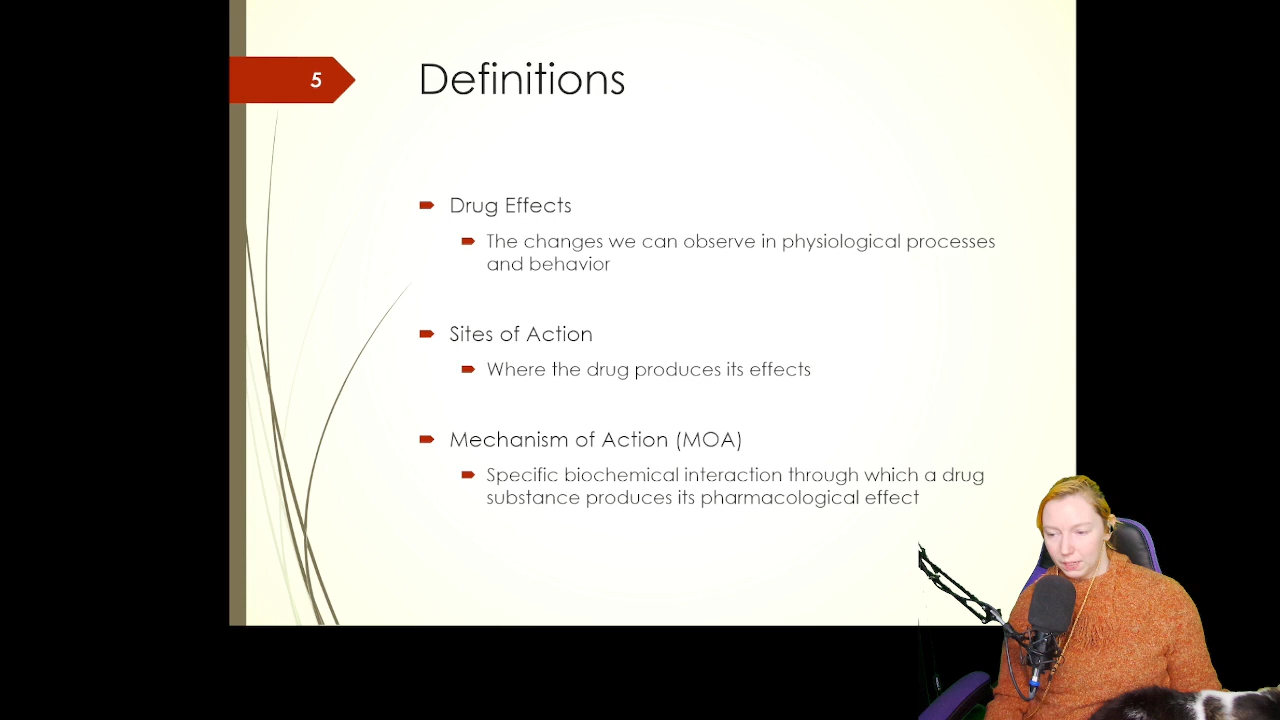 5
Definitions
Drug Effects
The changes we can observe in physiological processes
and behavior
Sites of Action
Where the drug produces its effects
Mechanism of Action (MOA)
Specific biochemical interaction through which a drug
substance produces its pharmacological effect